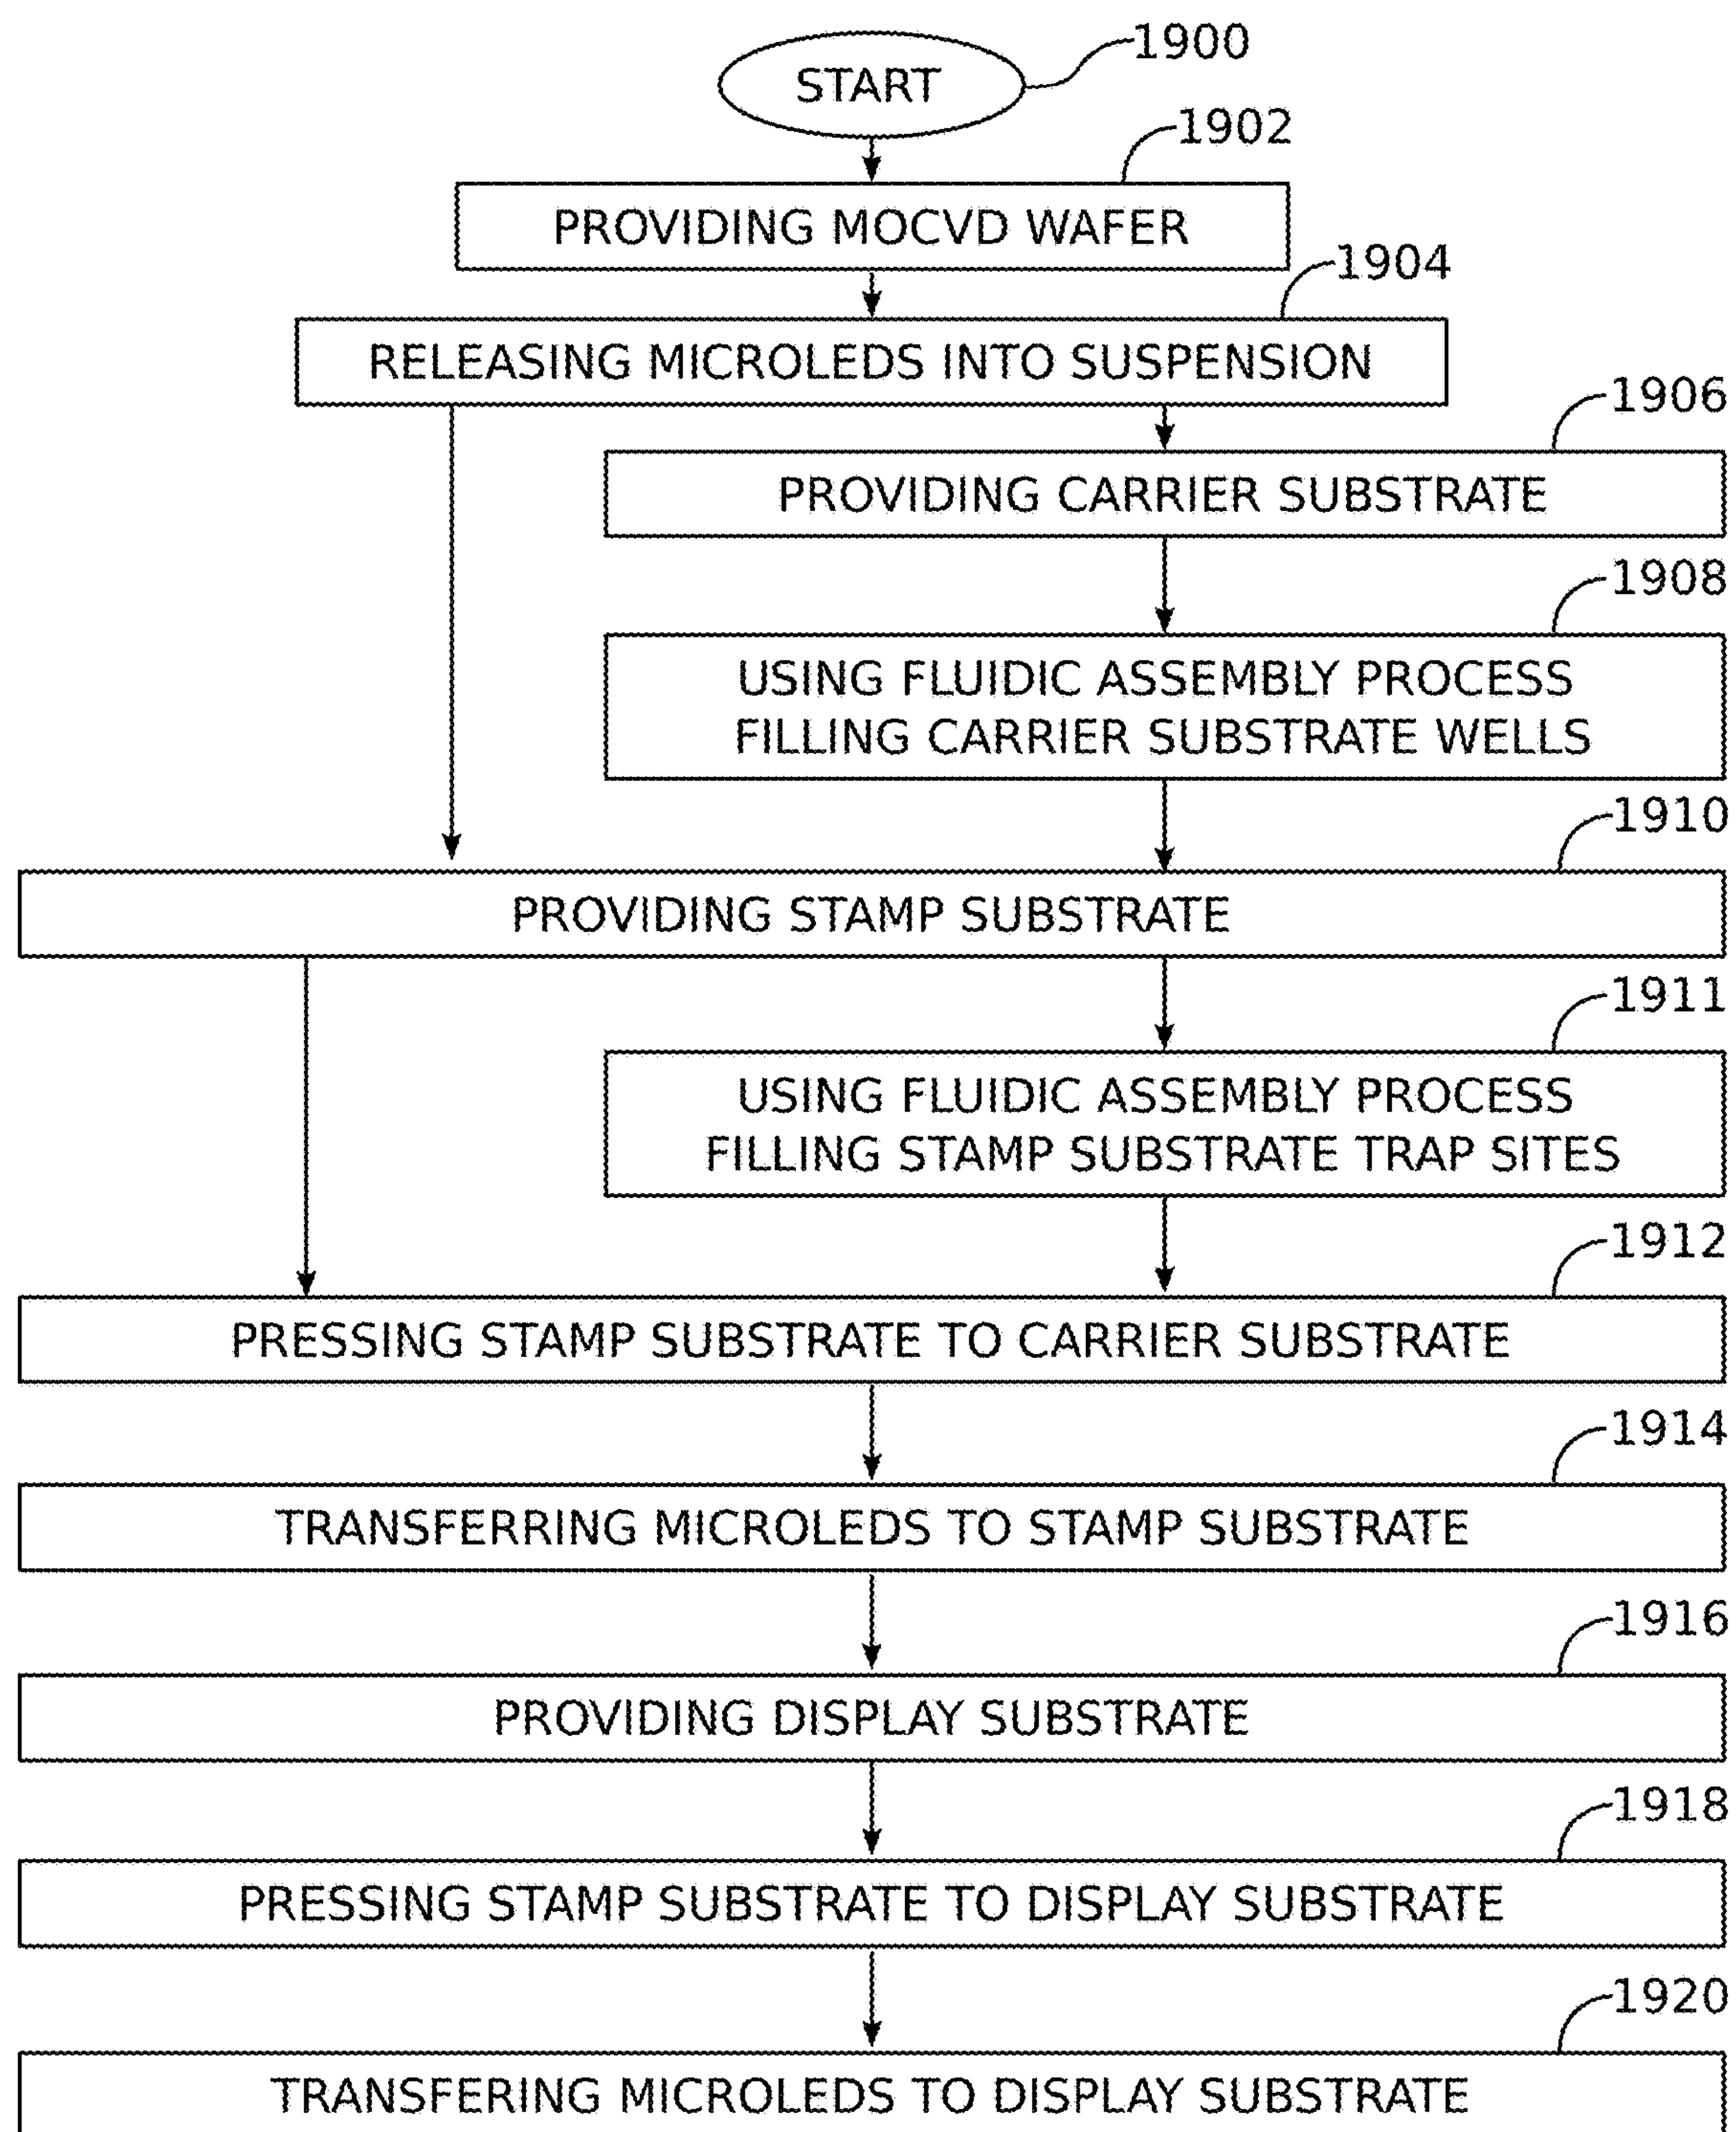 1900
START
1902
PROVIDING MOCVD WAFER
1904
RELEASING MICROLEDS INTO SUSPENSION
1906
PROVIDING CARRIER SUBSTRATE
1908
USING FLUIDIC ASSEMBLY PROCESS
FILLING CARRIER SUBSTRATE WELLS
1910
PROVIDING STAMP SUBSTRATE
1911
USING FLUIDIC ASSEMBLY PROCESS
FILLING STAMP SUBSTRATE TRAP SITES
1912
PRESSING STAMP SUBSTRATE TO CARRIER SUBSTRATE
1914
TRANSFERRING MICROLEDS TO STAMP SUBSTRATE
1916
PROVIDING DISPLAY SUBSTRATE
1918
PRESSING STAMP SUBSTRATE TO DISPLAY SUBSTRATE
1920
TRANSFERING MICROLEDS TO DISPLAY SUBSTRATE